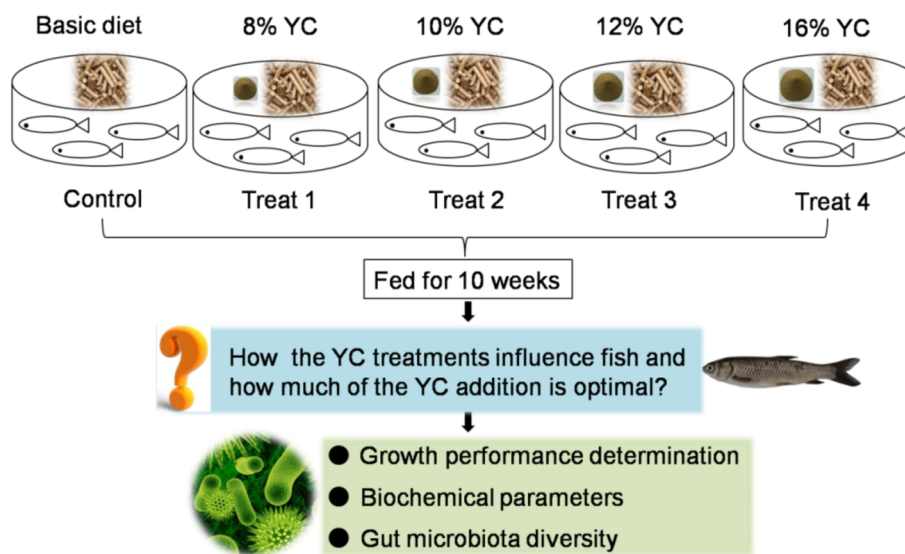 Basic diet 8% YC 10% YC 12% YC 16% YC
Control Treat 1 Treat 2 Treat 3 Treat 4
Fed for 10 weeks
How the YC treatments influence fish and
how much of the YC addition is optimal?
● Growth performance determination
● Biochemical parameters
● Gut microbiota diversity